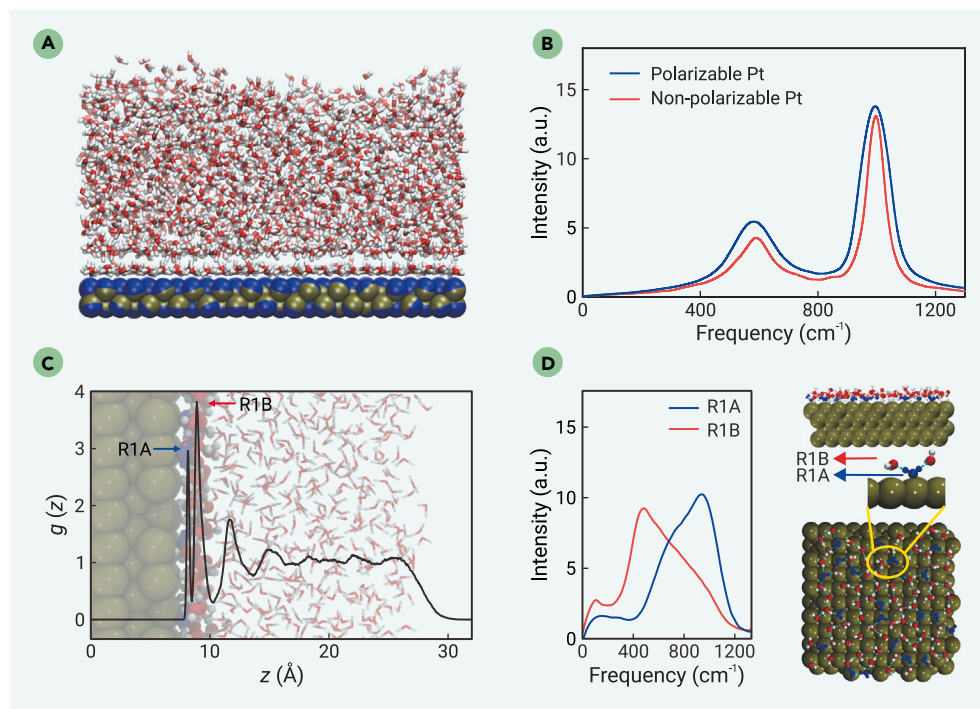 A
B
Intensity (a.u.)
15
10
5
0
Polarizable Pt
Non-polarizable Pt
0 400 800 1200
Frequency (cm⁻¹)
C
g (z)
4
3
2
1
0
R1A
R1B
0 10 20 30
z (Å)
D
Intensity (a.u.)
15
10
5
0
R1A
R1B
0 400 800 1200
Frequency (cm⁻¹)
R1B
R1A